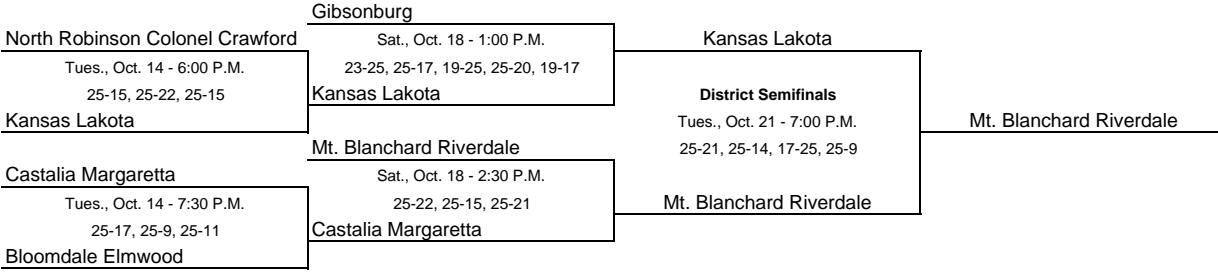 Gibsonburg
North Robinson Colonel Crawford
Sat., Oct. 18 - 1:00 P.M.
Kansas Lakota
Tues., Oct. 14 - 6:00 P.M.
23-25, 25-17, 19-25, 25-20, 19-17
25-15, 25-22, 25-15
Kansas Lakota
District Semifinals
Kansas Lakota
Tues., Oct. 21 - 7:00 P.M.
Mt. Blanchard Riverdale
Mt. Blanchard Riverdale
25-21, 25-14, 17-25, 25-9
Castalia Margaretta
Sat., Oct. 18 - 2:30 P.M.
Tues., Oct. 14 - 7:30 P.M.
25-22, 25-15, 25-21
Mt. Blanchard Riverdale
25-17, 25-9, 25-11
Castalia Margaretta
Bloomdale Elmwood